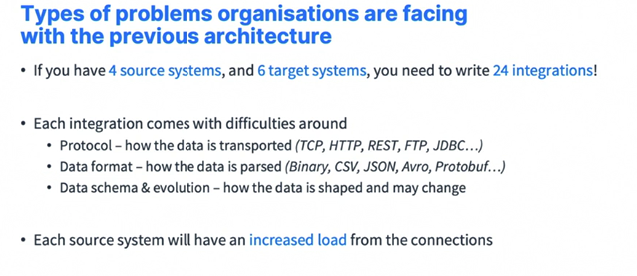 Types of problems organisations are facing
with the previous architecture
• If you have 4 source systems, and 6 target systems, you need to write 24 integrations!
• Each integration comes with difficulties around
• Protocol – how the data is transported (TCP, HTTP, REST, FTP, JDBC…)
• Data format – how the data is parsed (Binary, CSV, JSON, Avro, Protobuf…)
• Data schema & evolution – how the data is shaped and may change
• Each source system will have an increased load from the connections